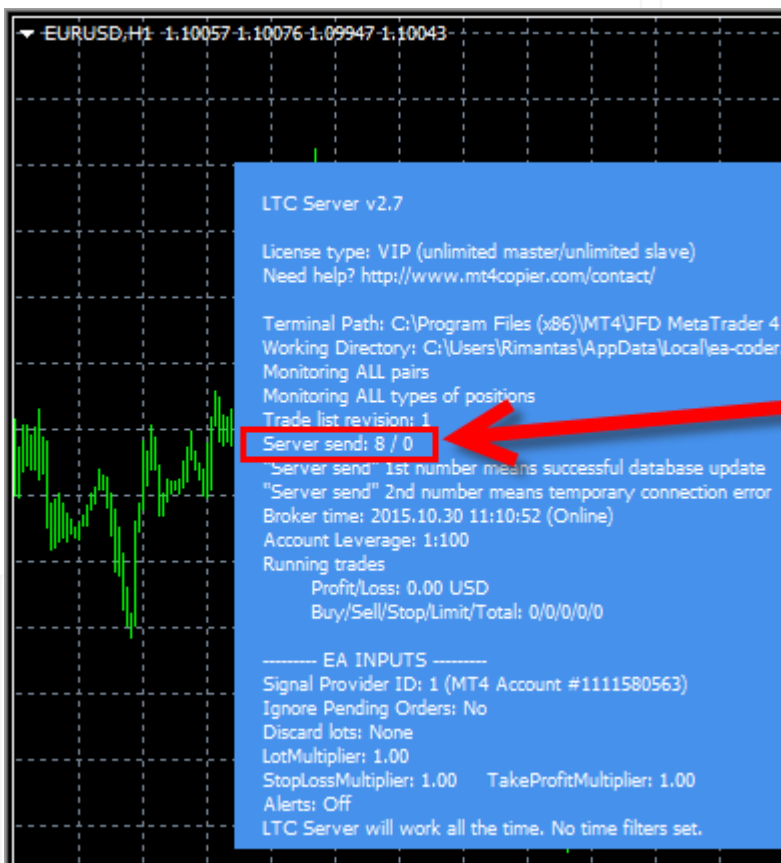 EURUSD,H1 1.10057 1.10076 1.09947 1.10043
LTC Server v2.7
License type: VIP (unlimited master/unlimited slave)
Need help? http://www.mt4copier.com/contact/
Terminal Path: C:\Program Files (x86)\MT4\JFD MetaTrader 4
Working Directory: C:\Users\Rimantas\AppData\Local\ea-coder
Monitoring ALL pairs
Monitoring ALL types of positions
Trade list revision: 1
Server send: 8 / 0
"Server send" 1st number means successful database update
"Server send" 2nd number means temporary connection error
Broker time: 2015.10.30 11:10:52 (Online)
Account Leverage: 1:100
Running trades
Profit/Loss: 0.00 USD
Buy/Sell/Stop/Limit/Total: 0/0/0/0/0
--------- EA INPUTS ---------
Signal Provider ID: 1 (MT4 Account #1111580563)
Ignore Pending Orders: No
Discard lots: None
LotMultiplier: 1.00
StopLossMultiplier: 1.00 TakeProfitMultiplier: 1.00
Alerts: Off
LTC Server will work all the time. No time filters set.